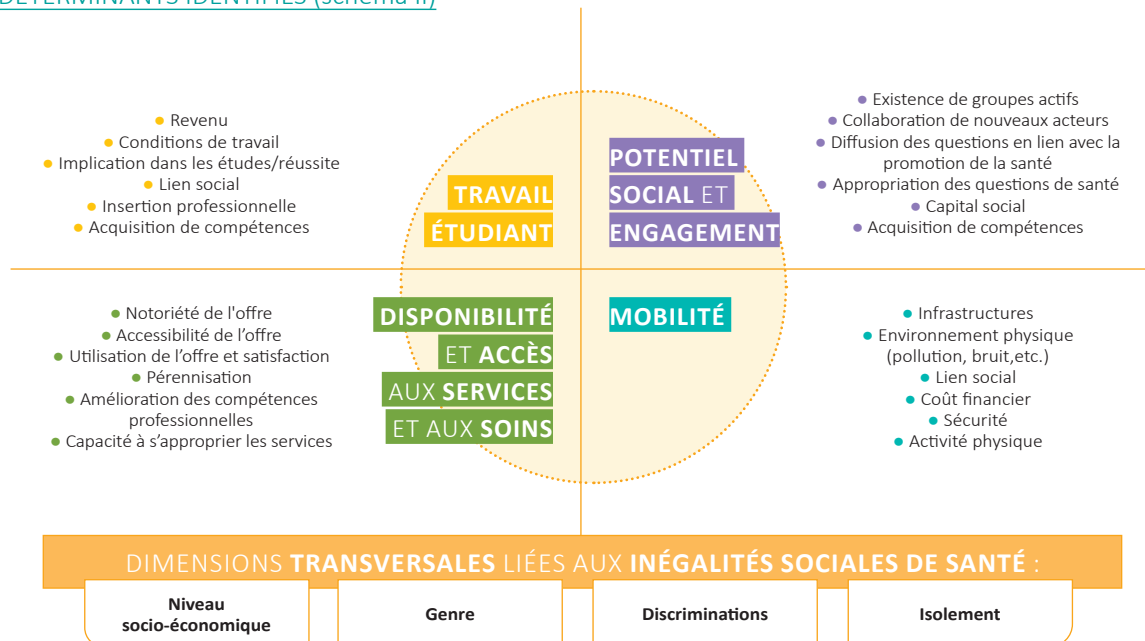 DÉTERMINANTS IDENTIFIÉS (schéma II)
• Revenu
• Conditions de travail
• Implication dans les études/réussite
• Lien social
• Insertion professionnelle
• Acquisition de compétences
TRAVAIL
ÉTUDIANT
POTENTIEL
SOCIAL ET
ENGAGEMENT
• Existence de groupes actifs
• Collaboration de nouveaux acteurs
• Diffusion des questions en lien avec la
promotion de la santé
• Appropriation des questions de santé
• Capital social
• Acquisition de compétences
• Notoriété de l'offre
• Accessibilité de l’offre
• Utilisation de l’offre et satisfaction
• Pérennisation
• Amélioration des compétences
professionnelles
• Capacité à s’approprier les services
DISPONIBILITÉ
ET ACCÈS
AUX SERVICES
ET AUX SOINS
MOBILITÉ
• Infrastructures
• Environnement physique
(pollution, bruit,etc.)
• Lien social
• Coût financier
• Sécurité
• Activité physique
DIMENSIONS TRANSVERSALES LIÉES AUX INÉGALITÉS SOCIALES DE SANTÉ :
Niveau
socio-économique
Genre
Discriminations
Isolement